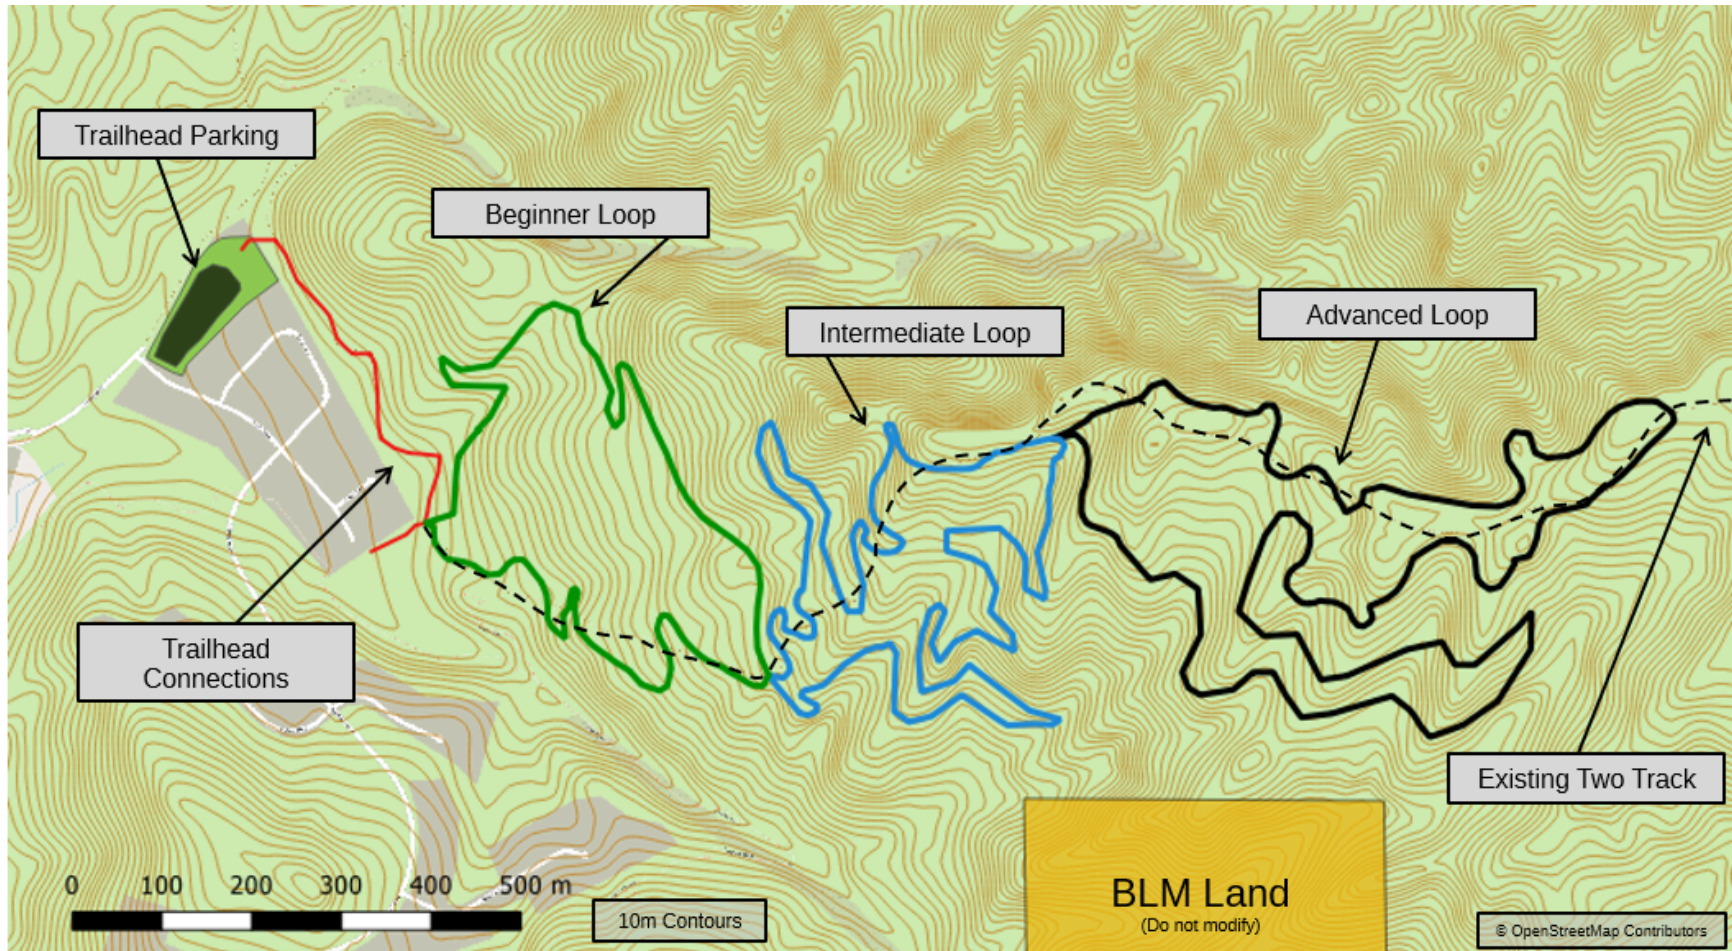 Trailhead Parking
Beginner Loop
Intermediate Loop
Advanced Loop
Trailhead
Connections
Existing Two Track
0 100 200 300 400 500 m
10m Contours
BLM Land
(Do not modify)
© OpenStreetMap Contributors